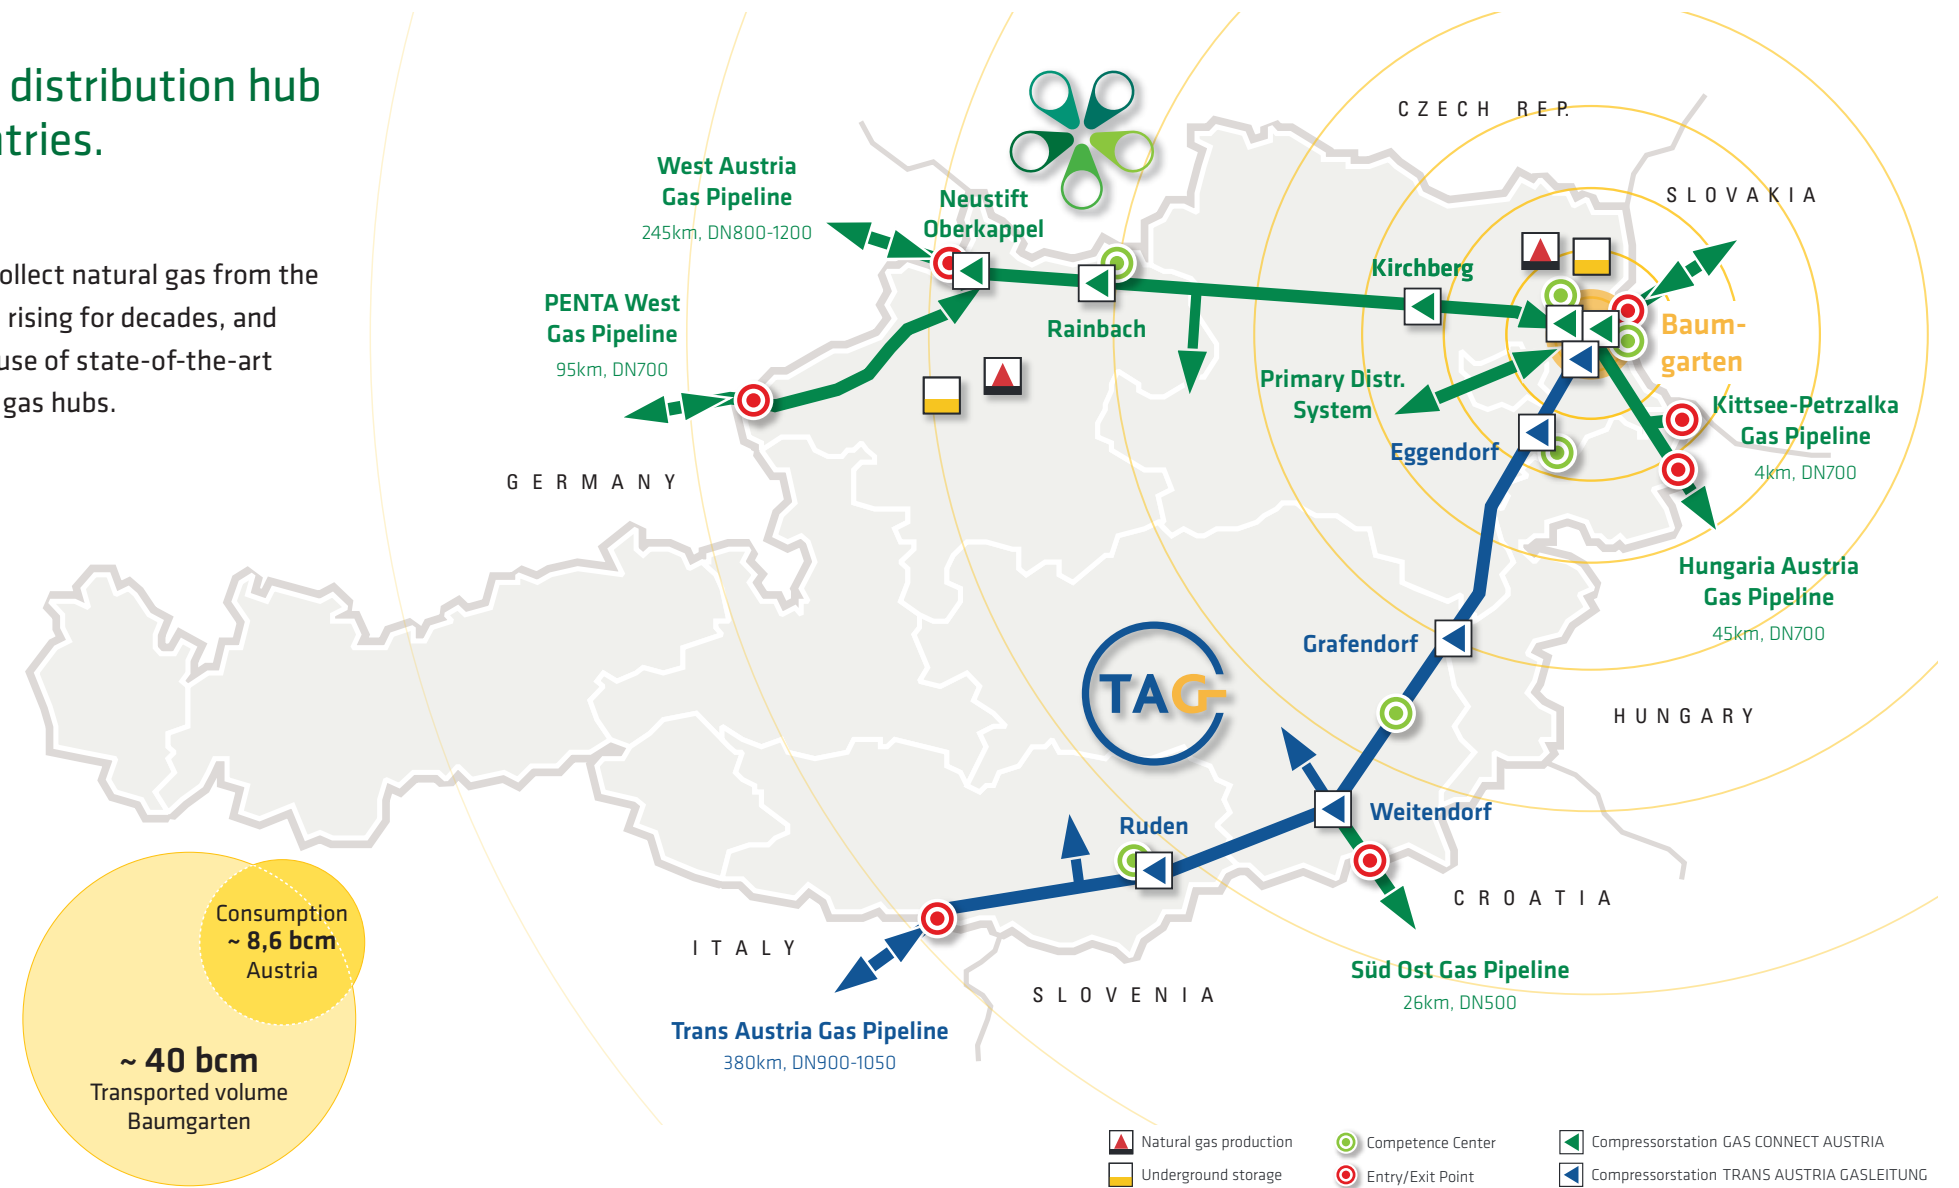 distribution hub
ntries.
ollect natural gas from the
rising for decades, and
use of state-of-the-art
gas hubs.
CZECH REP.
SLOVAKIA
West Austria
Gas Pipeline
245km, DN800-1200
Neustift
Oberkappel
PENTA West
Gas Pipeline
95km, DN700
Rainbach
Kirchberg
Baum-
garten
Primary Distr.
System
Kittsee-Petrzalka
Gas Pipeline
4km, DN700
Eggendorf
GERMANY
Hungaria Austria
Gas Pipeline
45km, DN700
Grafendorf
TAG
HUNGARY
Weitendorf
Ruden
CROATIA
ITALY
SLOVENIA
Süd Ost Gas Pipeline
26km, DN500
Trans Austria Gas Pipeline
380km, DN900-1050
Consumption
~ 8,6 bcm
Austria
~ 40 bcm
Transported volume
Baumgarten
Natural gas production
Underground storage
Competence Center
Entry/Exit Point
Compressorstation GAS CONNECT AUSTRIA
Compressorstation TRANS AUSTRIA GASLEITUNG